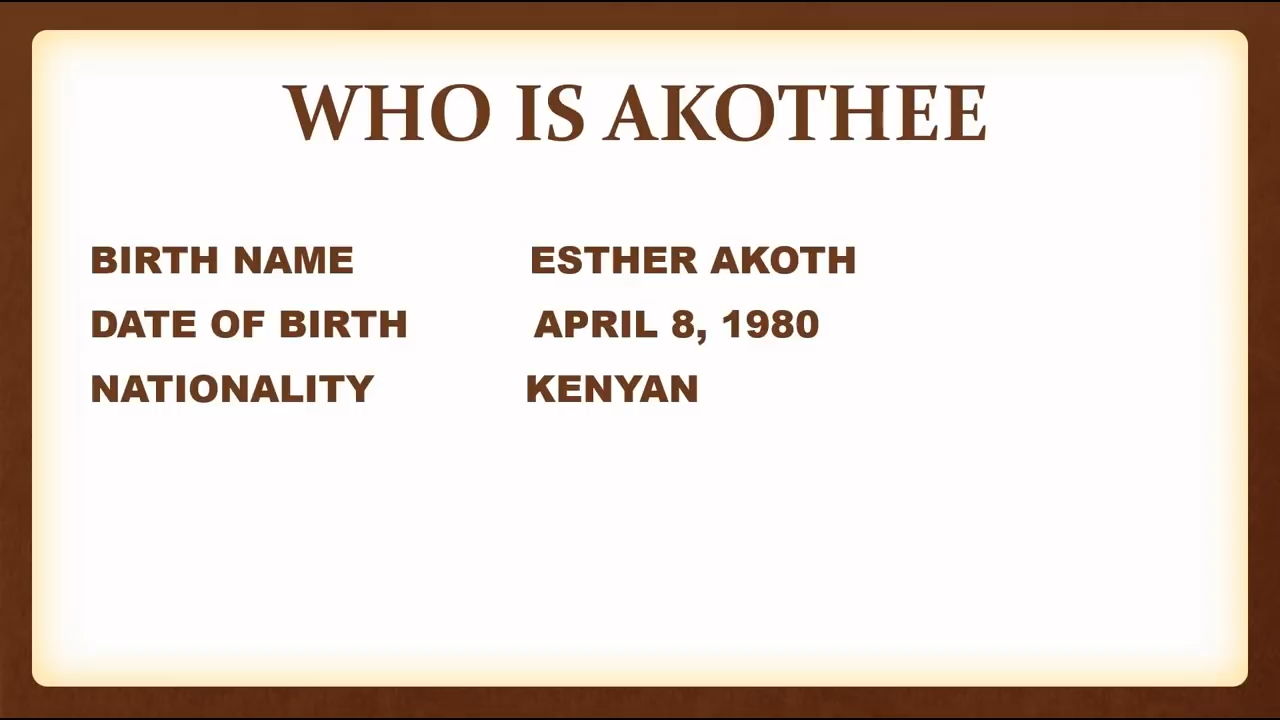 WHO IS AKOTHEE
BIRTH NAME ESTHER AKOTH
DATE OF BIRTH APRIL 8, 1980
NATIONALITY KENYAN